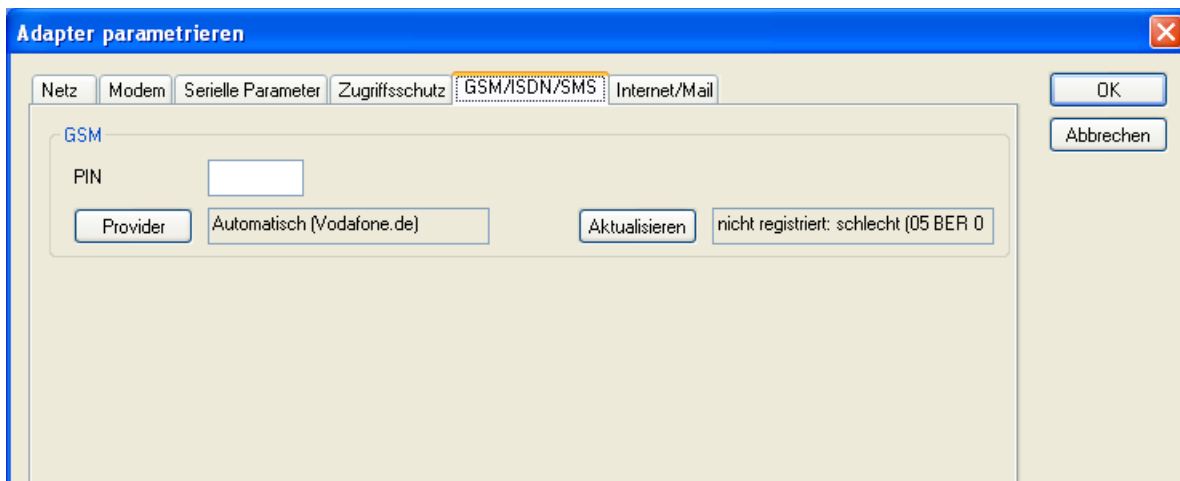 Adapter parametrieren
Netz Modem Serielle Parameter Zugriffsschutz GSM/ISDN/SMS Internet/Mail
OK
Abbrechen
GSM
PIN
Provider Automatisch (Vodafone.de) Aktualisieren nicht registriert: schlecht (05 BER 0